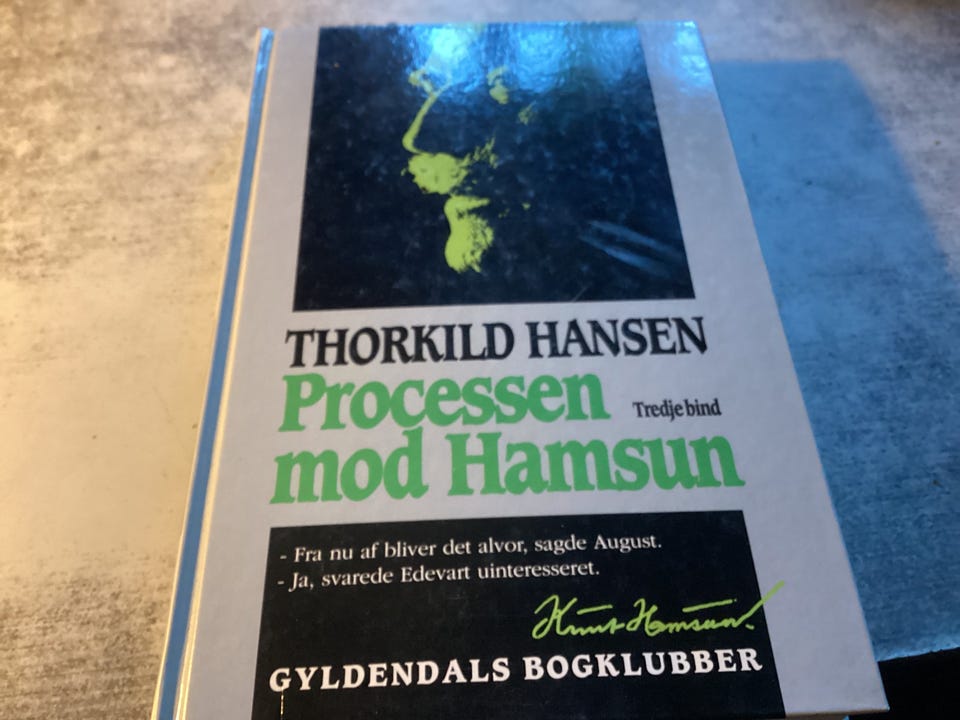 THORKILD HANSEN
Processen
Tredje bind
mod Hamsun
- Fra nu af bliver det alvor, sagde August.
- Ja, svarede Edevart uinteresseret.
Knut Hamsun.
GYLDENDALS BOGKLUBBER